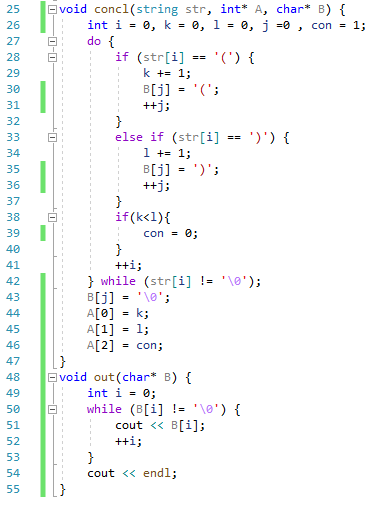 25 void concl(string str, int* A, char* B) {
26     int i = 0, k = 0, l = 0, j =0 , con = 1;
27     do {
28         if (str[i] == '(') {
29             k += 1;
30             B[j] = '(';
31             ++j;
32         }
33         else if (str[i] == ')') {
34             l += 1;
35             B[j] = ')';
36             ++j;
37         }
38         if(k<l){
39             con = 0;
40         }
41         ++i;
42     } while (str[i] != '\0');
43     B[j] = '\0';
44     A[0] = k;
45     A[1] = l;
46     A[2] = con;
47 }
48 void out(char* B) {
49     int i = 0;
50     while (B[i] != '\0') {
51         cout << B[i];
52         ++i;
53     }
54     cout << endl;
55 }